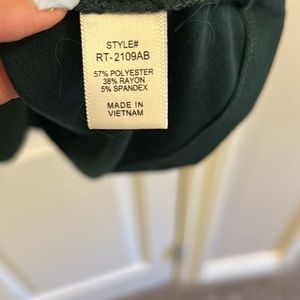 STYLE#
RT-2109AB
57% POLYESTER
38% RAYON
5% SPANDEX
MADE IN
VIETNAM